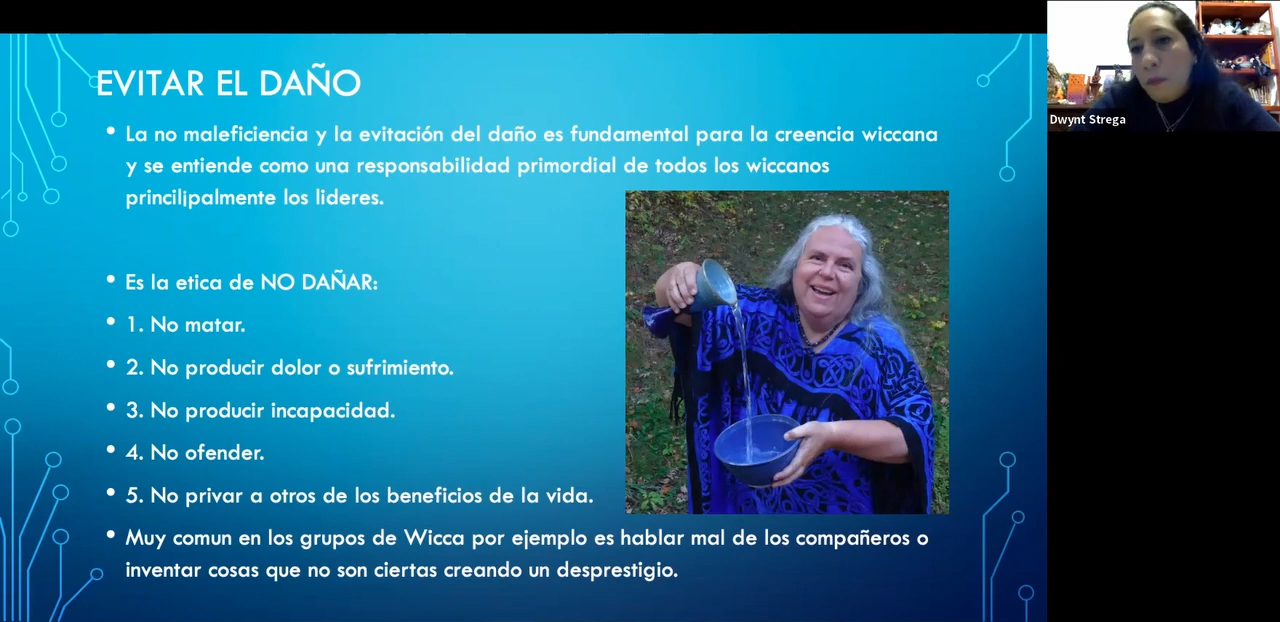 EVITAR EL DAÑO
La no maleficiencia y la evitación del daño es fundamental para la creencia wiccana
y se entiende como una responsabilidad primordial de todos los wiccanos
princilpalmente los lideres.
Es la etica de NO DAÑAR:
1. No matar.
2. No producir dolor o sufrimiento.
3. No producir incapacidad.
4. No ofender.
5. No privar a otros de los beneficios de la vida.
Muy comun en los grupos de Wicca por ejemplo es hablar mal de los compañeros o
inventar cosas que no son ciertas creando un desprestigio.
Dwynt Strega